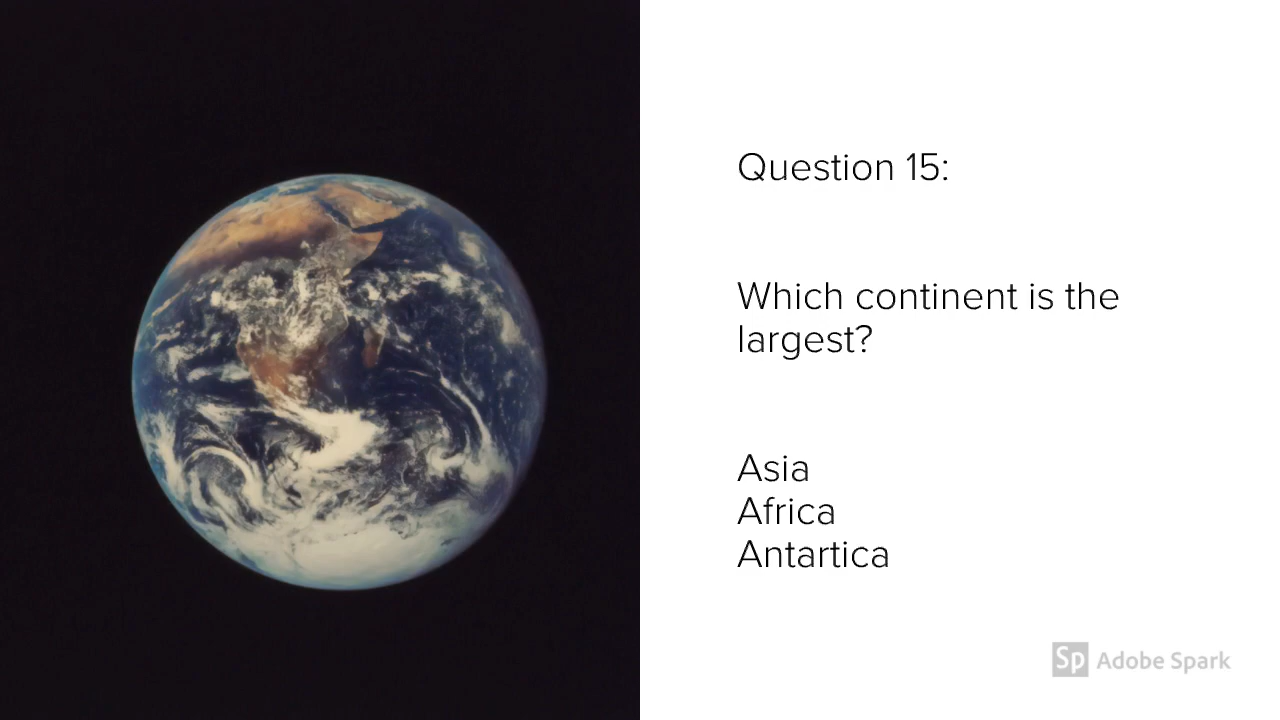 Question 15:
Which continent is the
largest?
Asia
Africa
Antartica
Sp Adobe Spark